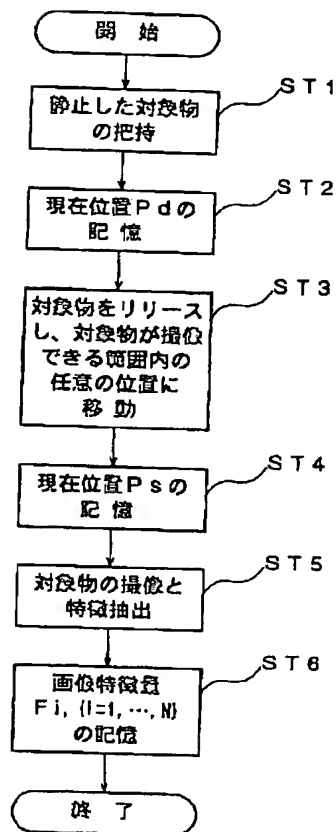 開 始
静止した対象物
の把持
ST1
現在位置Pdの
記 憶
ST2
対象物をリリース
し、対象物が撮像
できる範囲内の
任意の位置に
移 動
ST3
現在位置Psの
記 憶
ST4
対象物の撮像と
特徴抽出
ST5
画像特徴量
Fi, {i=1, …, N}
の記憶
ST6
終 了